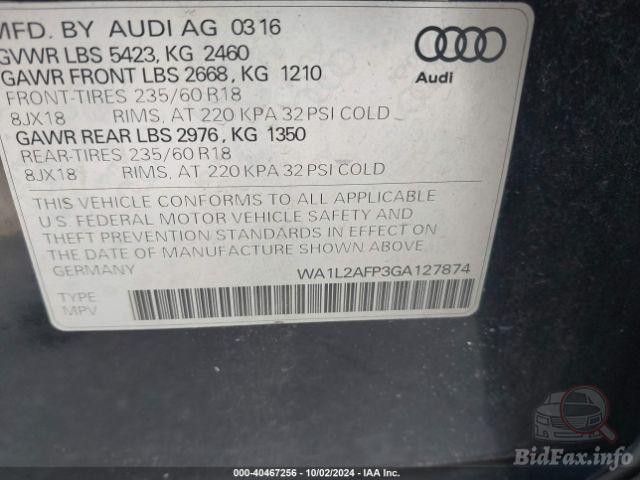 MFD. BY AUDI AG 0316
GVWR LBS 5423, KG 2460
GAWR FRONT LBS 2668, KG 1210
FRONT-TIRES 235/60 R18
8JX18 RIMS, AT 220 KPA 32 PSI COLD
GAWR REAR LBS 2976, KG 1350
REAR-TIRES 235/60 R18
8JX18 RIMS, AT 220 KPA 32 PSI COLD
Audi
THIS VEHICLE CONFORMS TO ALL APPLICABLE
U.S. FEDERAL MOTOR VEHICLE SAFETY AND
THEFT PREVENTION STANDARDS IN EFFECT ON
THE DATE OF MANUFACTURE SHOWN ABOVE
GERMANY WA1L2AFP3GA127874
TYPE:
MPV
BidFax.info
000-40467256 - 10/02/2024 - IAA Inc.